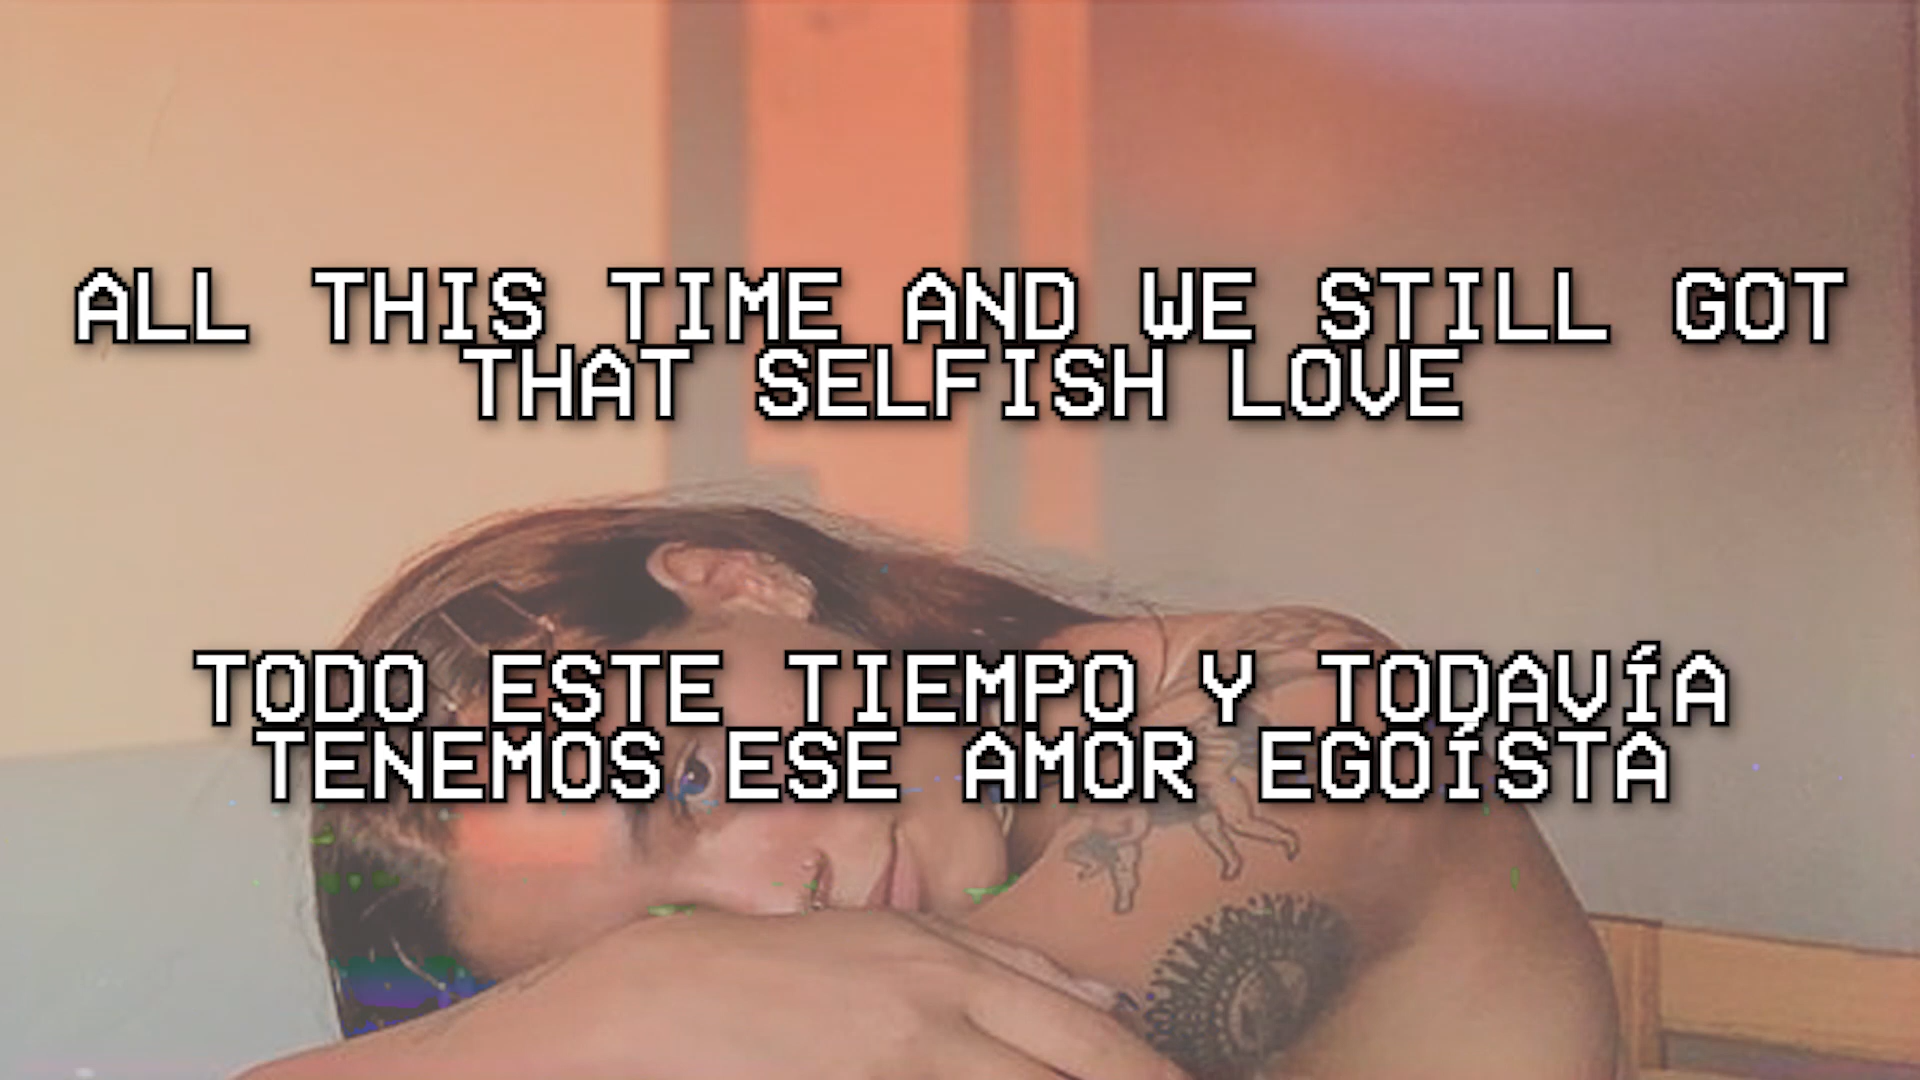 ALL THIS TIME AND WE STILL GOT
THAT SELFISH LOVE
TODO ESTE TIEMPO Y TODAVÍA
TENEMOS ESE AMOR EGOÍSTA